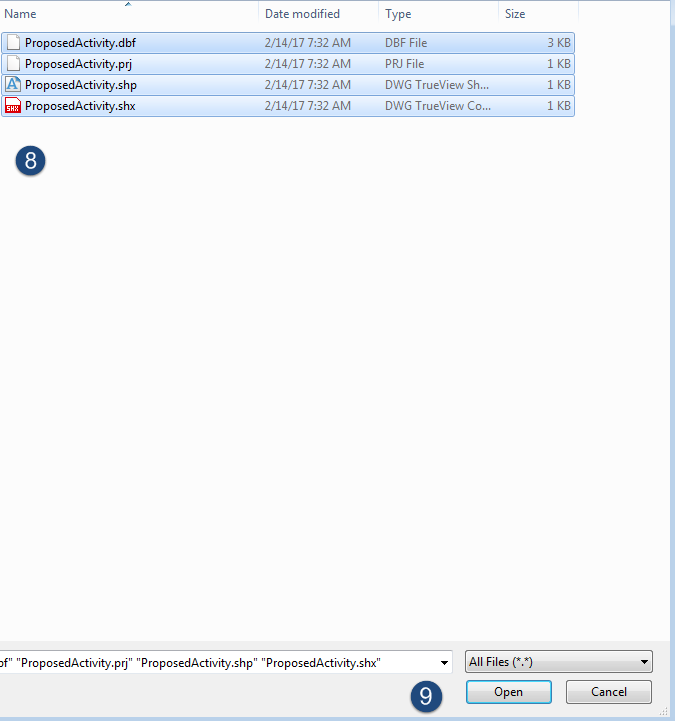 Name Date modified Type Size
ProposedActivity.dbf 2/14/17 7:32 AM DBF File 3 KB
ProposedActivity.prj 2/14/17 7:32 AM PRJ File 1 KB
ProposedActivity.shp 2/14/17 7:32 AM DWG TrueView Sh... 1 KB
SHX ProposedActivity.shx 2/14/17 7:32 AM DWG TrueView Co... 1 KB
8
bf" "ProposedActivity.prj" "ProposedActivity.shp" "ProposedActivity.shx" All Files (*.*)
9 Open Cancel